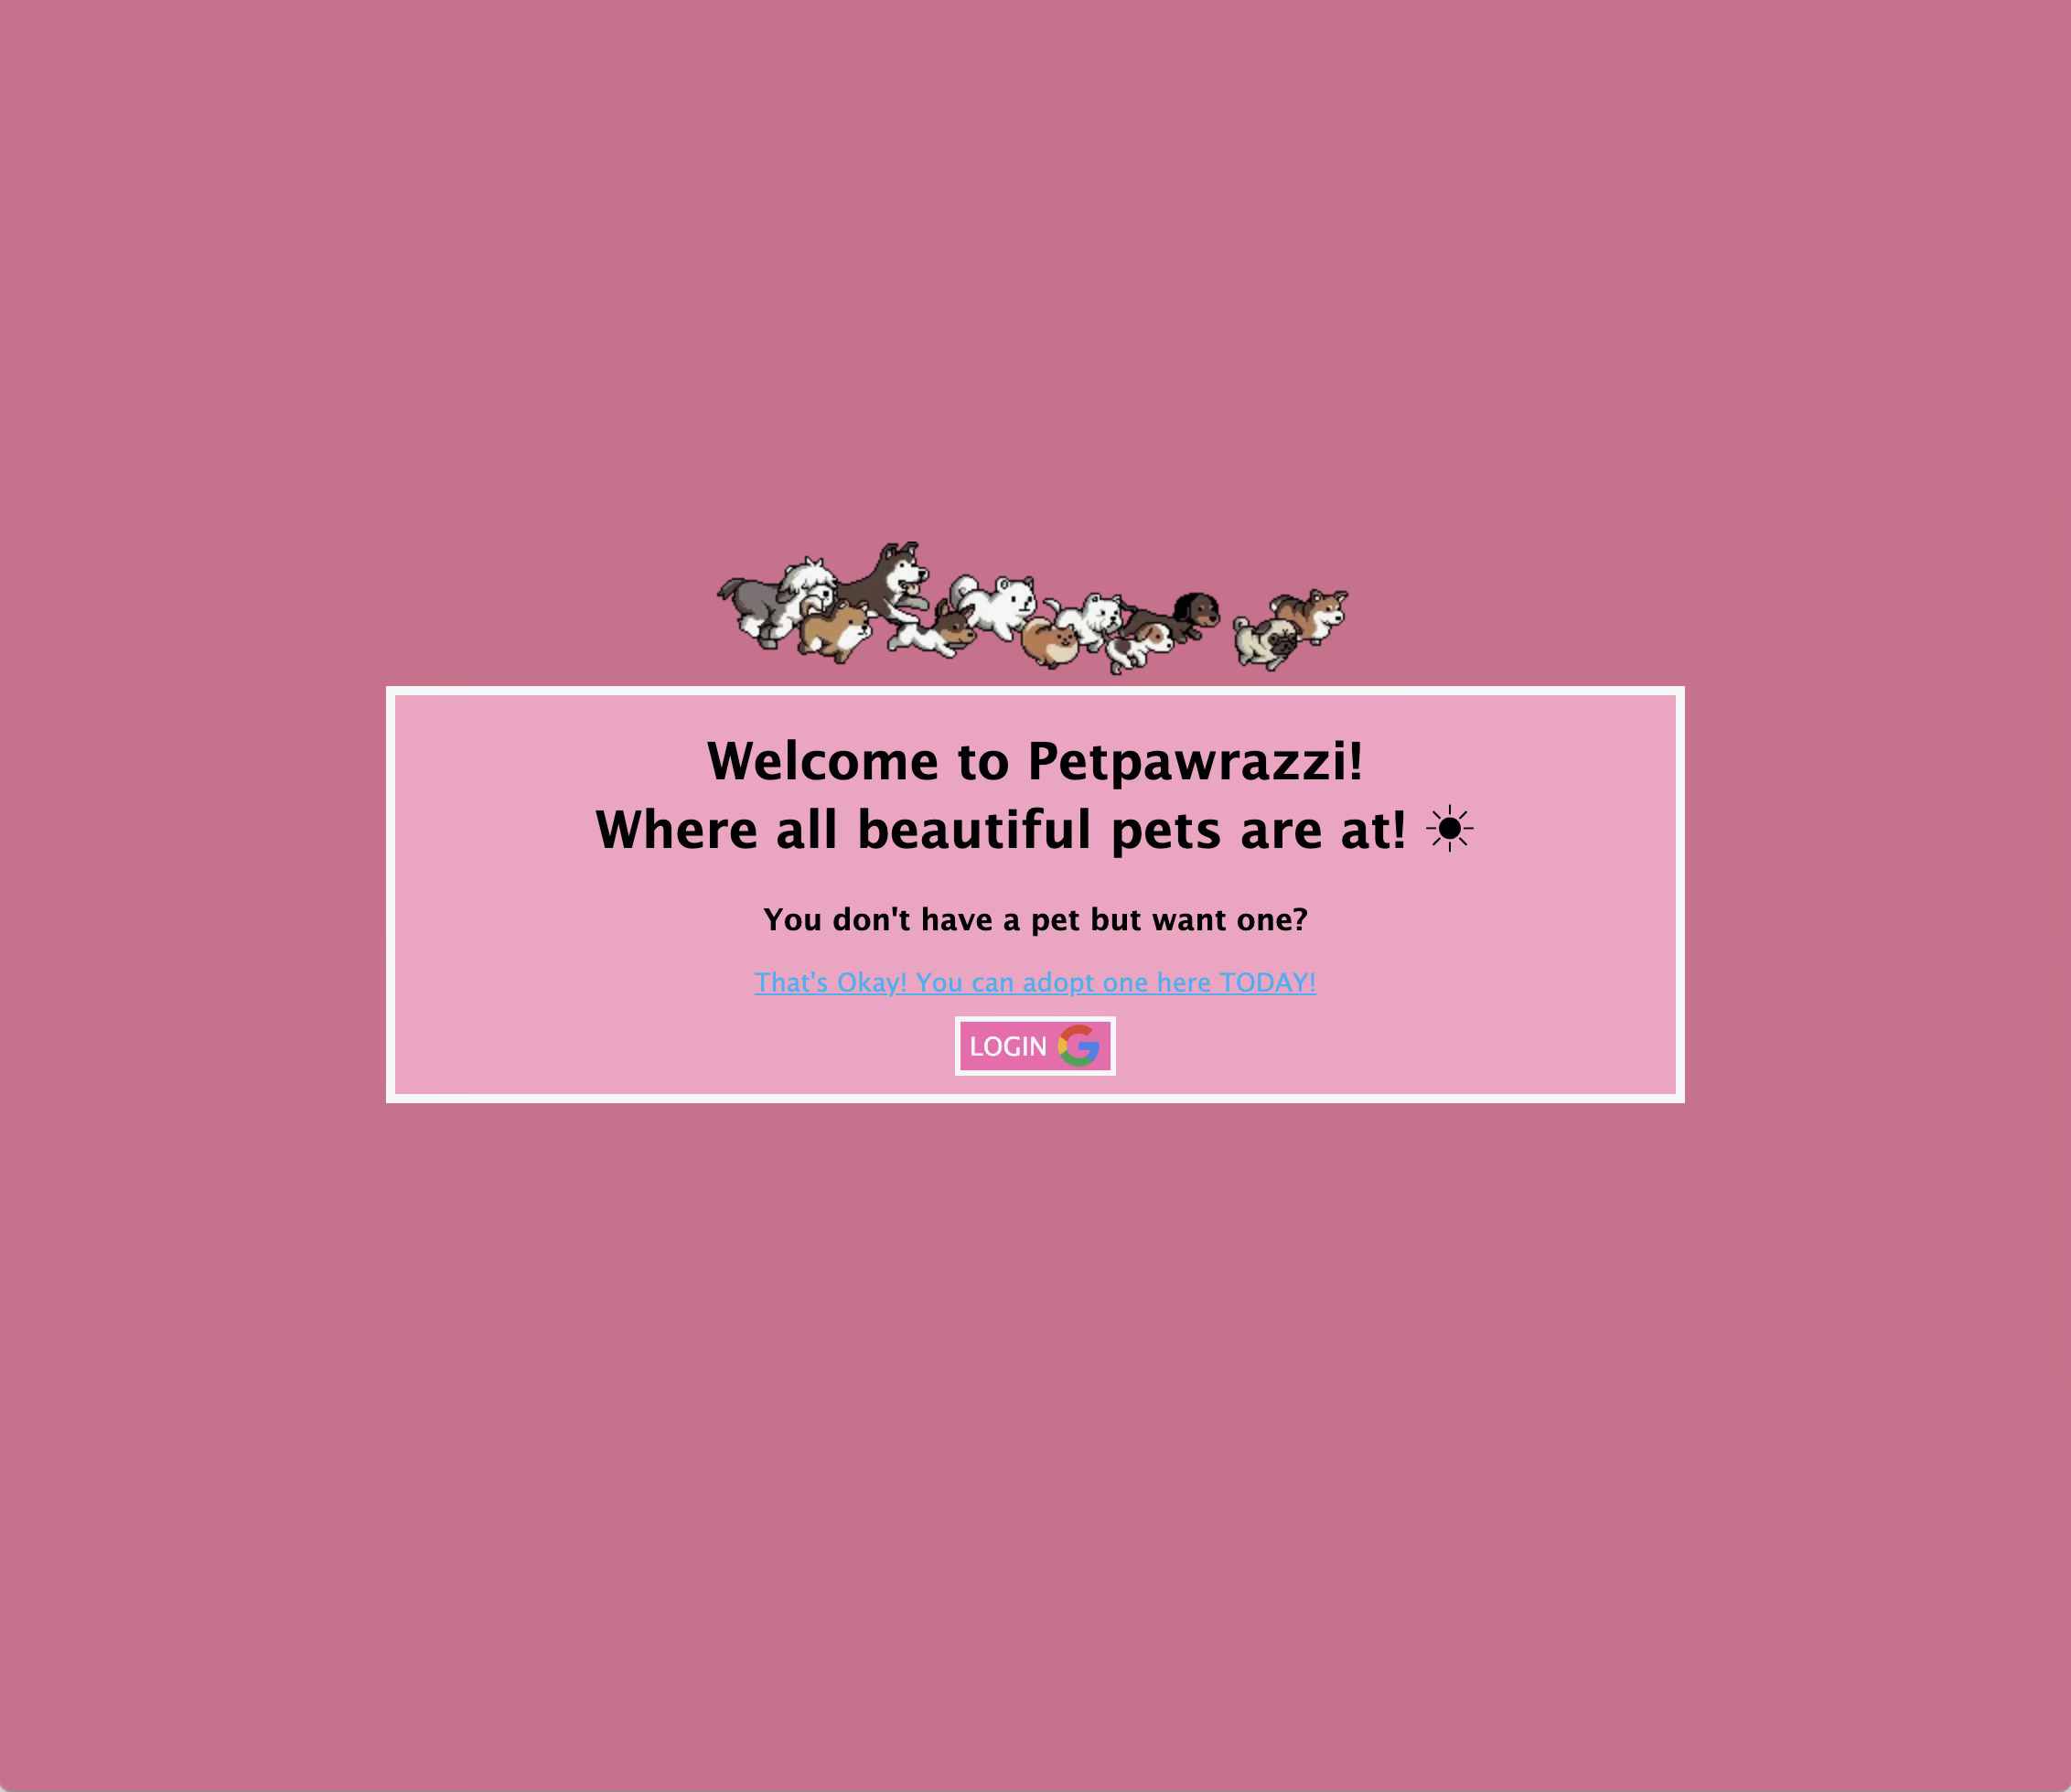 Welcome to Petpawrazzi!
Where all beautiful pets are at! ☀
You don't have a pet but want one?
That's Okay! You can adopt one here TODAY!
LOGIN